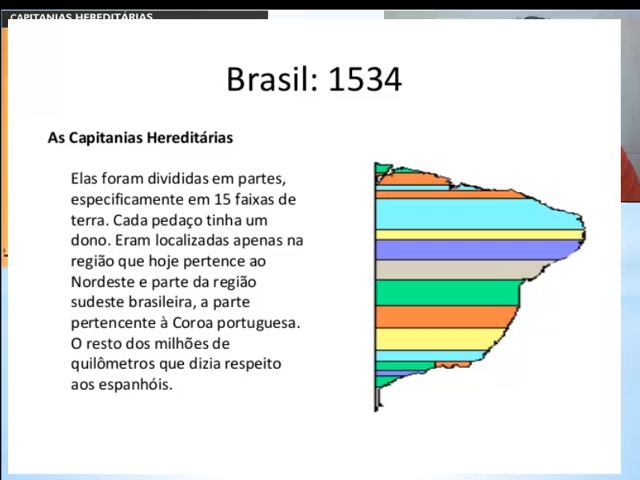 CAPITANIAS HEREDITÁRIAS
Brasil: 1534
As Capitanias Hereditárias
Elas foram divididas em partes,
especificamente em 15 faixas de
terra. Cada pedaço tinha um
dono. Eram localizadas apenas na
região que hoje pertence ao
Nordeste e parte da região
sudeste brasileira, a parte
pertencente à Coroa portuguesa.
O resto dos milhões de
quilômetros que dizia respeito
aos espanhóis.